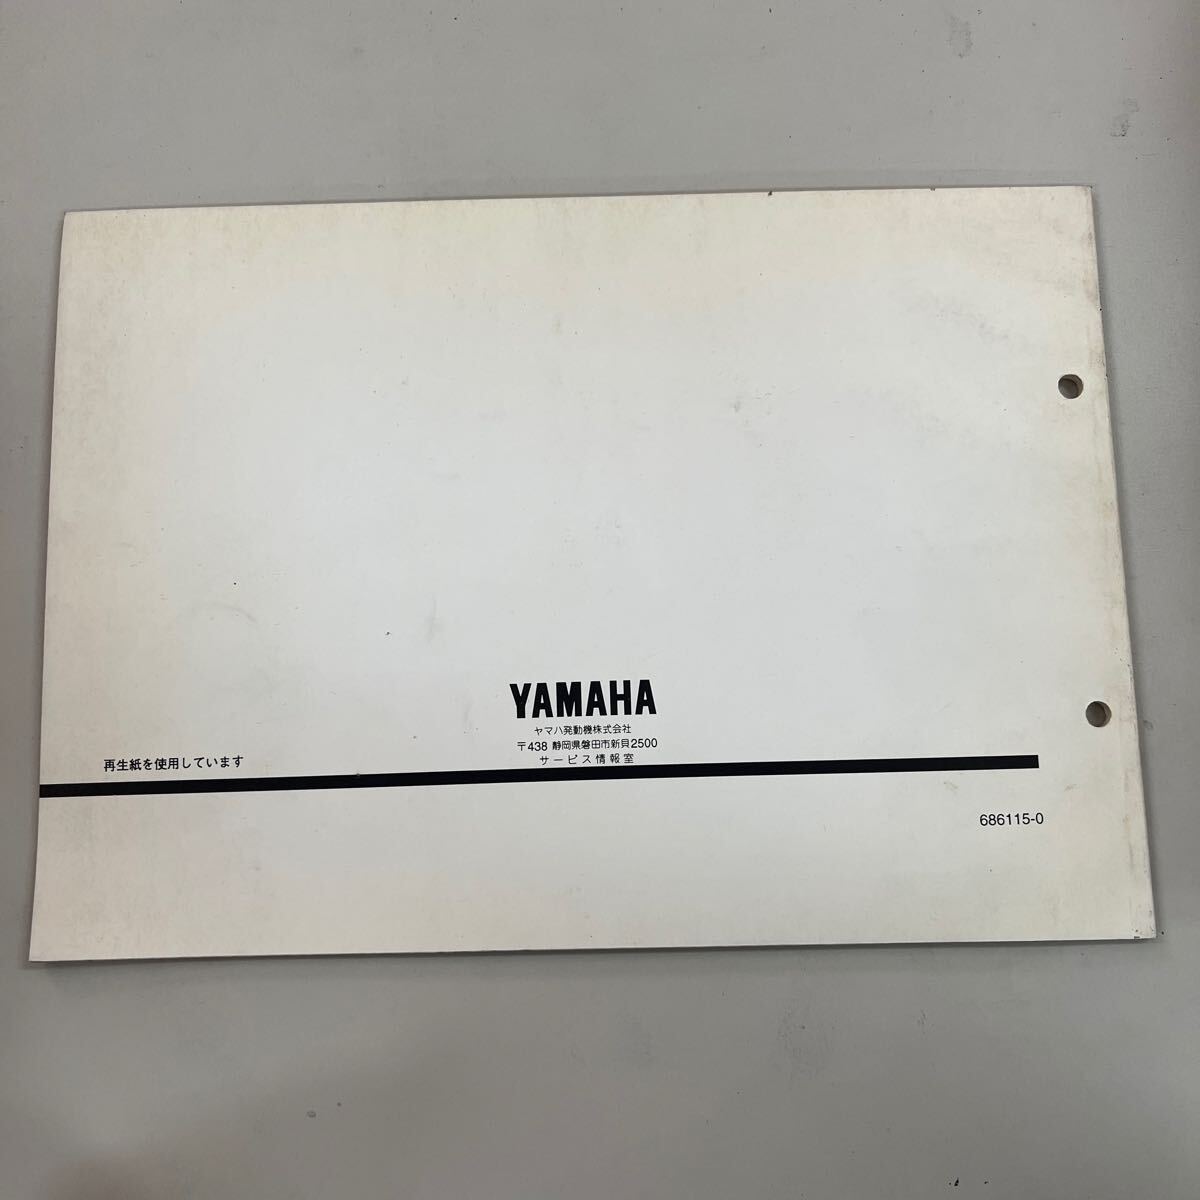 YAMAHA
ヤマハ発動機株式会社
〒438 静岡県磐田市新貝2500
サービス情報室
再生紙を使用しています
686115-0